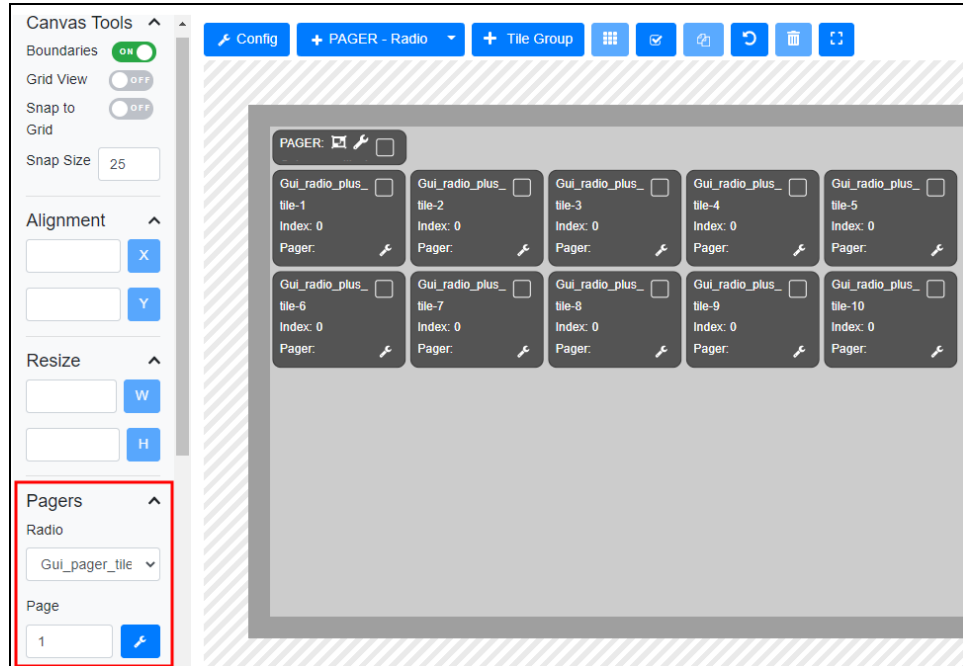 Canvas Tools
Boundaries ON
Grid View OFF
Snap to OFF
Grid
Snap Size 25
Alignment
X
Y
Resize
W
H
Pagers
Radio
Gui_pager_tile
Page
1
Config + PAGER - Radio + Tile Group
PAGER:
Gui_radio_plus_ Gui_radio_plus_ Gui_radio_plus_ Gui_radio_plus_ Gui_radio_plus_
tile-1 tile-2 tile-3 tile-4 tile-5
Index: 0 Index: 0 Index: 0 Index: 0 Index: 0
Pager: Pager: Pager: Pager: Pager:
Gui_radio_plus_ Gui_radio_plus_ Gui_radio_plus_ Gui_radio_plus_ Gui_radio_plus_
tile-6 tile-7 tile-8 tile-9 tile-10
Index: 0 Index: 0 Index: 0 Index: 0 Index: 0
Pager: Pager: Pager: Pager: Pager: